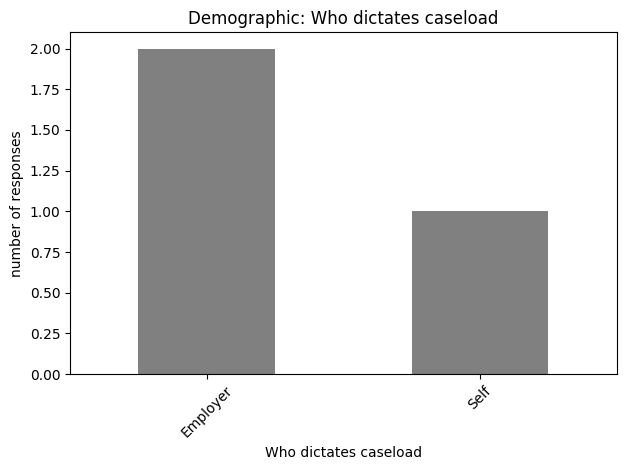 Demographic: Who dictates caseload
number of responses
2.00
1.75
1.50
1.25
1.00
0.75
0.50
0.25
0.00
Employer
Self
Who dictates caseload